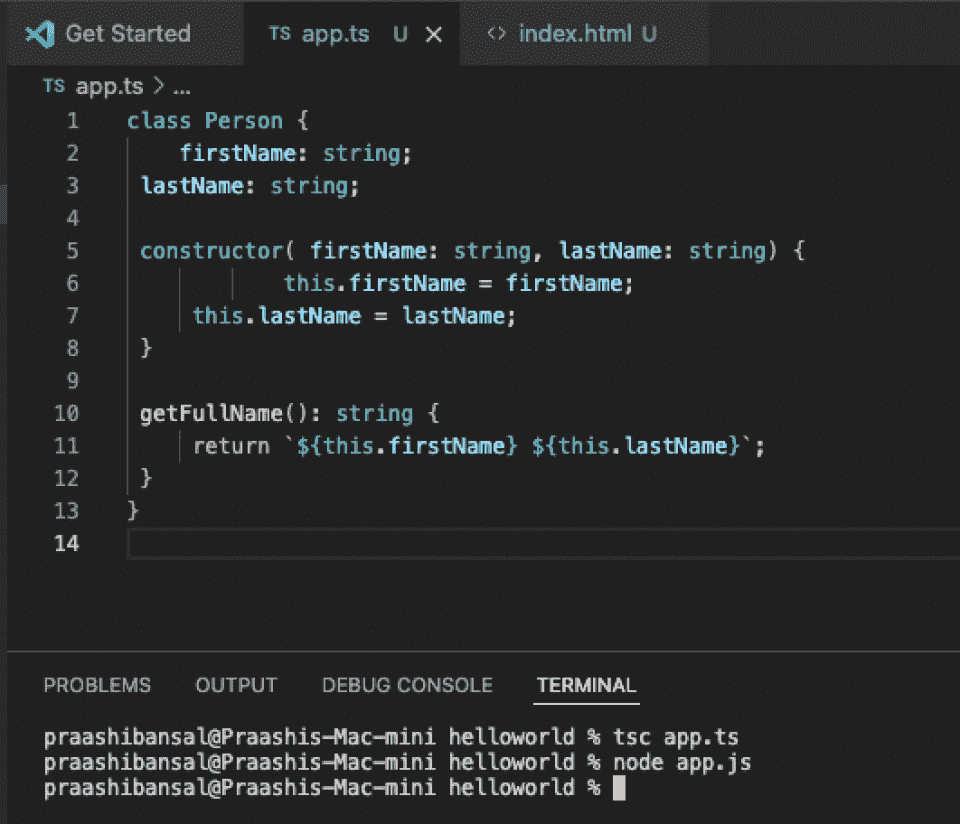 Get Started TS app.ts U × <> index.html U
TS app.ts > ...
1 class Person {
2 firstName: string;
3 lastName: string;
4
5 constructor( firstName: string, lastName: string) {
6 this.firstName = firstName;
7 this.lastName = lastName;
8 }
9
10 getFullName(): string {
11 return `${this.firstName} ${this.lastName}`;
12 }
13 }
14
PROBLEMS OUTPUT DEBUG CONSOLE TERMINAL
praashibansal@Praashis-Mac-mini helloworld % tsc app.ts
praashibansal@Praashis-Mac-mini helloworld % node app.js
praashibansal@Praashis-Mac-mini helloworld %